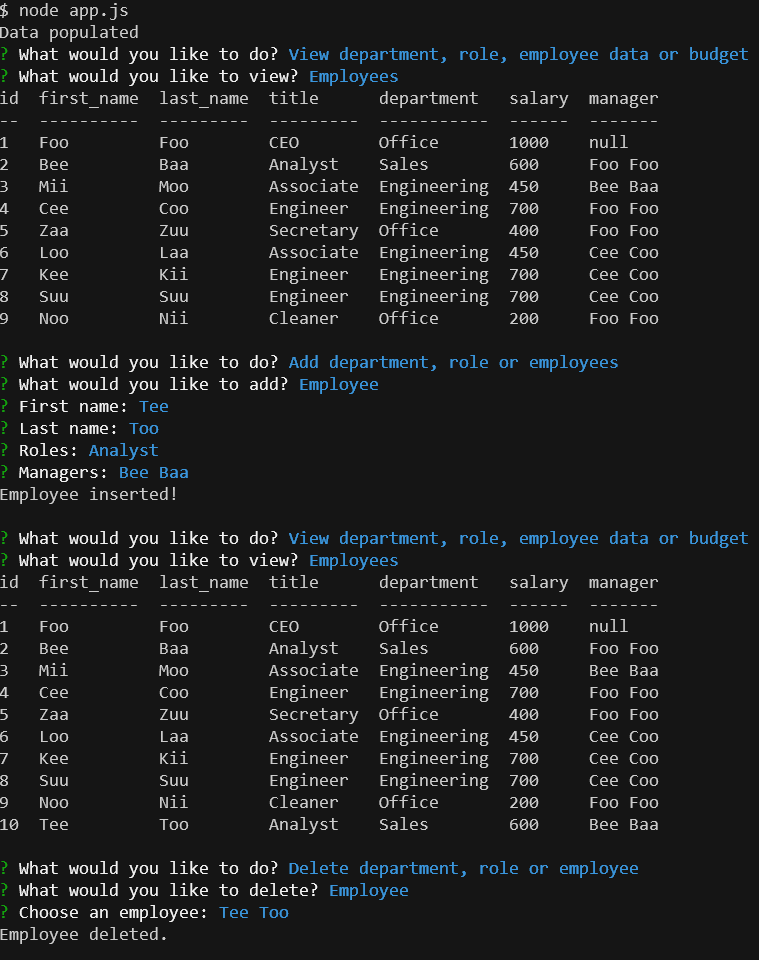 $ node app.js
Data populated
? What would you like to do? View department, role, employee data or budget
? What would you like to view? Employees
id  first_name  last_name  title      department   salary  manager
--  ----------  ---------  ---------  -----------  ------  -------
1   Foo         Foo        CEO        Office       1000    null
2   Bee         Baa        Analyst    Sales        600     Foo Foo
3   Mii         Moo        Associate  Engineering  450     Bee Baa
4   Cee         Coo        Engineer   Engineering  700     Foo Foo
5   Zaa         Zuu        Secretary  Office       400     Foo Foo
6   Loo         Laa        Associate  Engineering  450     Cee Coo
7   Kee         Kii        Engineer   Engineering  700     Cee Coo
8   Suu         Suu        Engineer   Engineering  700     Cee Coo
9   Noo         Nii        Cleaner    Office       200     Foo Foo
? What would you like to do? Add department, role or employees
? What would you like to add? Employee
? First name: Tee
? Last name: Too
? Roles: Analyst
? Managers: Bee Baa
Employee inserted!
? What would you like to do? View department, role, employee data or budget
? What would you like to view? Employees
id  first_name  last_name  title      department   salary  manager
--  ----------  ---------  ---------  -----------  ------  -------
1   Foo         Foo        CEO        Office       1000    null
2   Bee         Baa        Analyst    Sales        600     Foo Foo
3   Mii         Moo        Associate  Engineering  450     Bee Baa
4   Cee         Coo        Engineer   Engineering  700     Foo Foo
5   Zaa         Zuu        Secretary  Office       400     Foo Foo
6   Loo         Laa        Associate  Engineering  450     Cee Coo
7   Kee         Kii        Engineer   Engineering  700     Cee Coo
8   Suu         Suu        Engineer   Engineering  700     Cee Coo
9   Noo         Nii        Cleaner    Office       200     Foo Foo
10  Tee         Too        Analyst    Sales        600     Bee Baa
? What would you like to do? Delete department, role or employee
? What would you like to delete? Employee
? Choose an employee: Tee Too
Employee deleted.